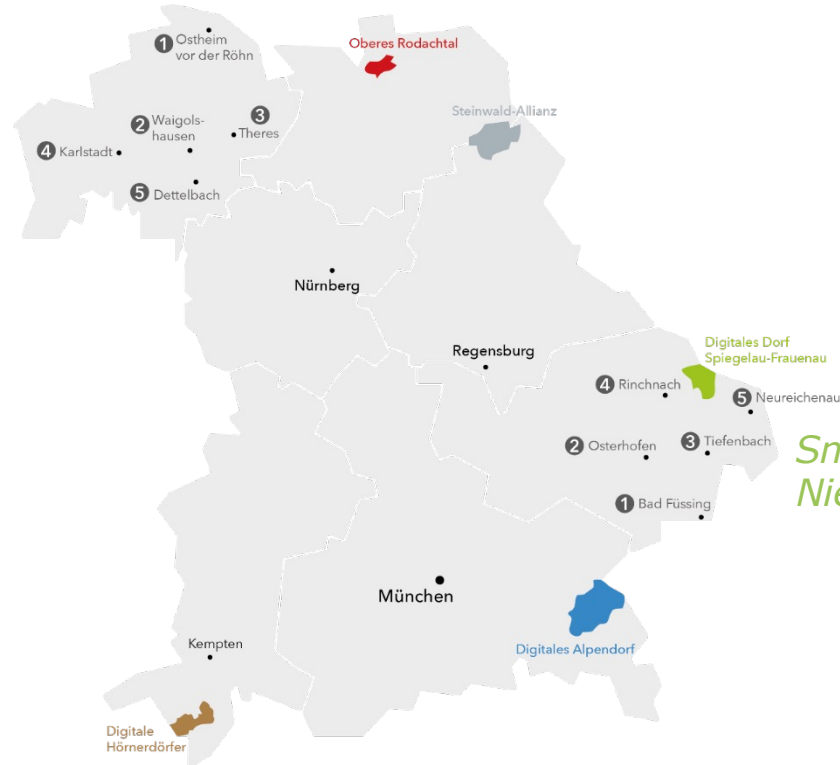 1 Ostheim
vor der Röhn
Oberes Rodachtal
2 Waigols-
hausen
3
Theres
Steinwald-Allianz
4 Karlstadt
5 Dettelbach
Nürnberg
Regensburg
Digitales Dorf
Spiegelau-Frauenau
4 Rinchnach
5 Neureichenau
2 Osterhofen
3 Tiefenbach
1 Bad Füssing
München
Digitales Alpendorf
Kempten
Digitale
Hörnerdörfer